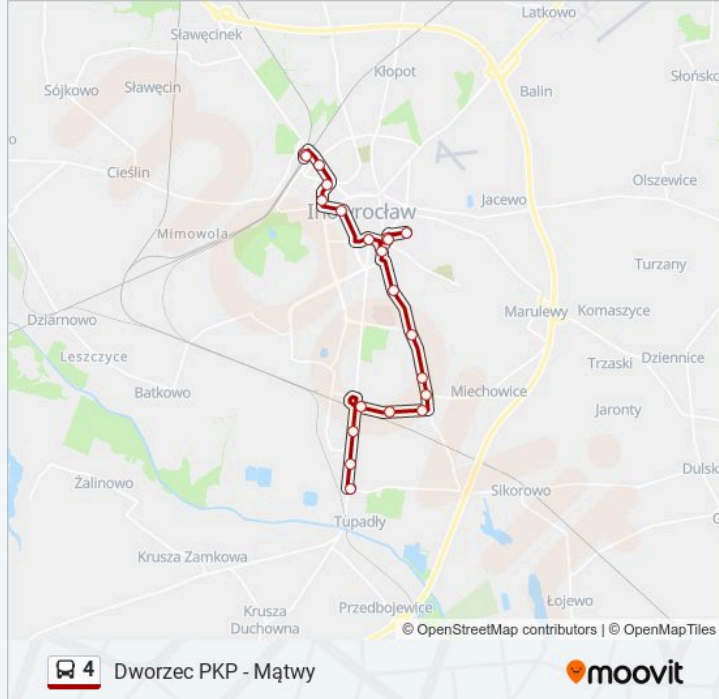 Latkowo
Sławęcinek
Kłopot
Słońsko
Sójkowo
Sławęcin
Balin
Cieślin
Olszewice
Jacewo
Inowrocław
Mimowola
Turzany
Dziarnowo
Marulewy
Komaszyce
Leszczyce
Trzaski
Dziennice
Batkowo
Miechowice
Jaronty
Żalinowo
Dulsk
Sikorowo
Tupadły
Krusza Zamkowa
Łojewo
Krusza
Duchowna
Przedbojewice
© OpenStreetMap contributors | © OpenMapTiles
4 Dworzec PKP - Mątwy
moovit